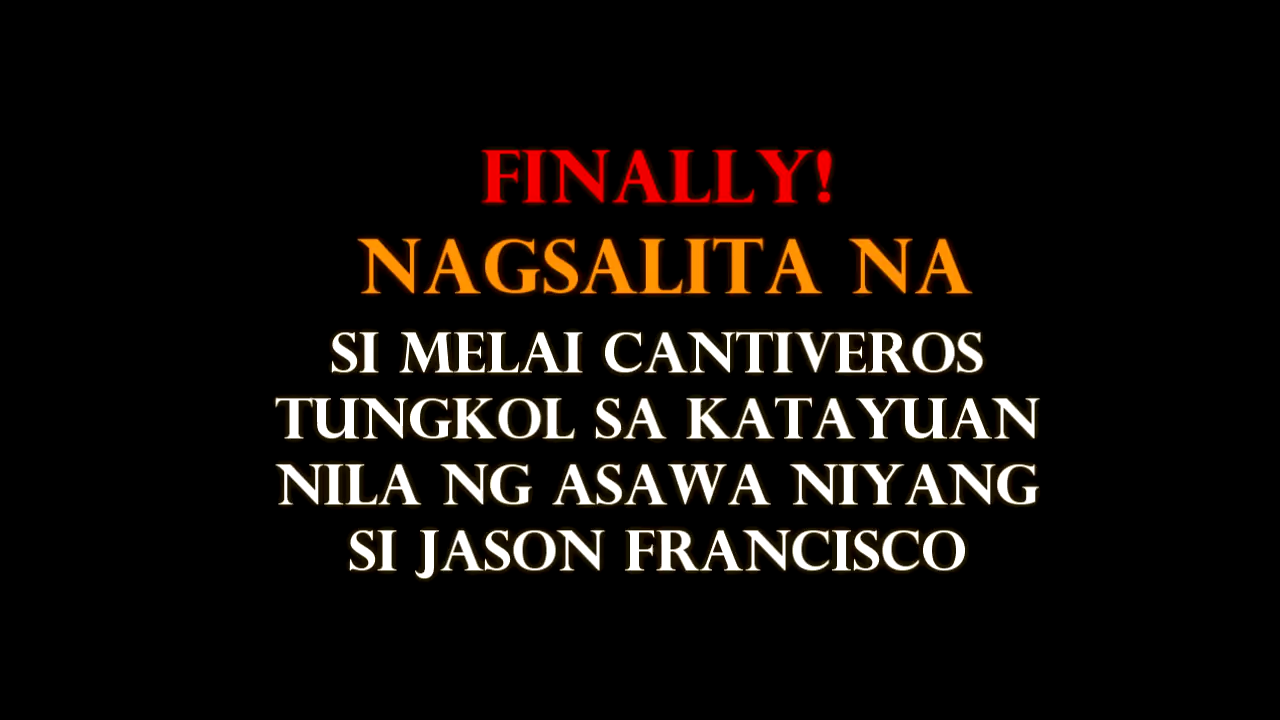 FINALLY!
NAGSALITA NA
SI MELAI CANTIVEROS
TUNGKOL SA KATAYUAN
NILA NG ASAWA NIYANG
SI JASON FRANCISCO